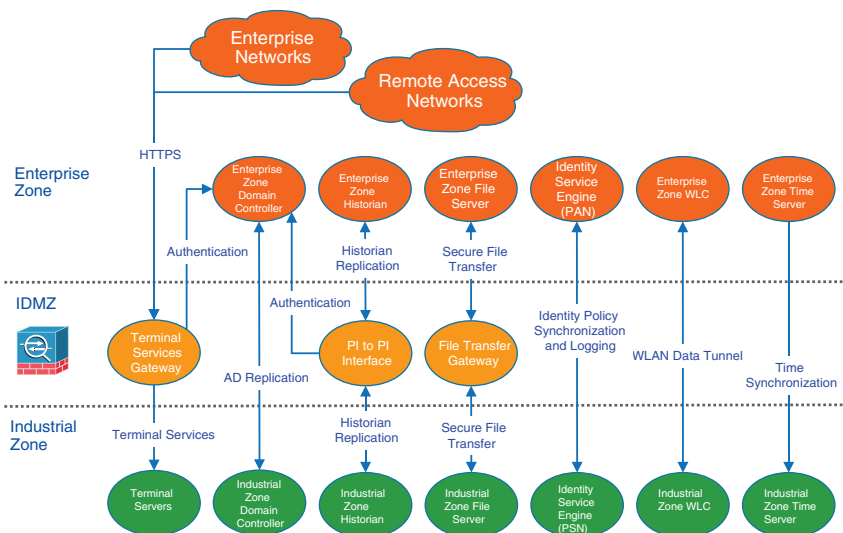 Enterprise
Networks
Remote Access
Networks
HTTPS
Enterprise
Zone
Enterprise
Zone
Domain
Controller
Enterprise
Zone
Historian
Enterprise
Zone File
Server
Identity
Service
Engine
(PAN)
Enterprise
Zone WLC
Enterprise
Zone Time
Server
Authentication
Historian
Replication
Secure File
Transfer
IDMZ
Authentication
Identity Policy
Synchronization
and Logging
Terminal
Services
Gateway
PI to PI
Interface
File Transfer
Gateway
WLAN Data Tunnel
Time
Synchronization
AD Replication
Industrial
Zone
Terminal Services
Historian
Replication
Secure File
Transfer
Terminal
Servers
Industrial
Zone
Domain
Controller
Industrial
Zone
Historian
Industrial
Zone File
Server
Identity
Service
Engine
(PSN)
Industrial
Zone WLC
Industrial
Zone Time
Server